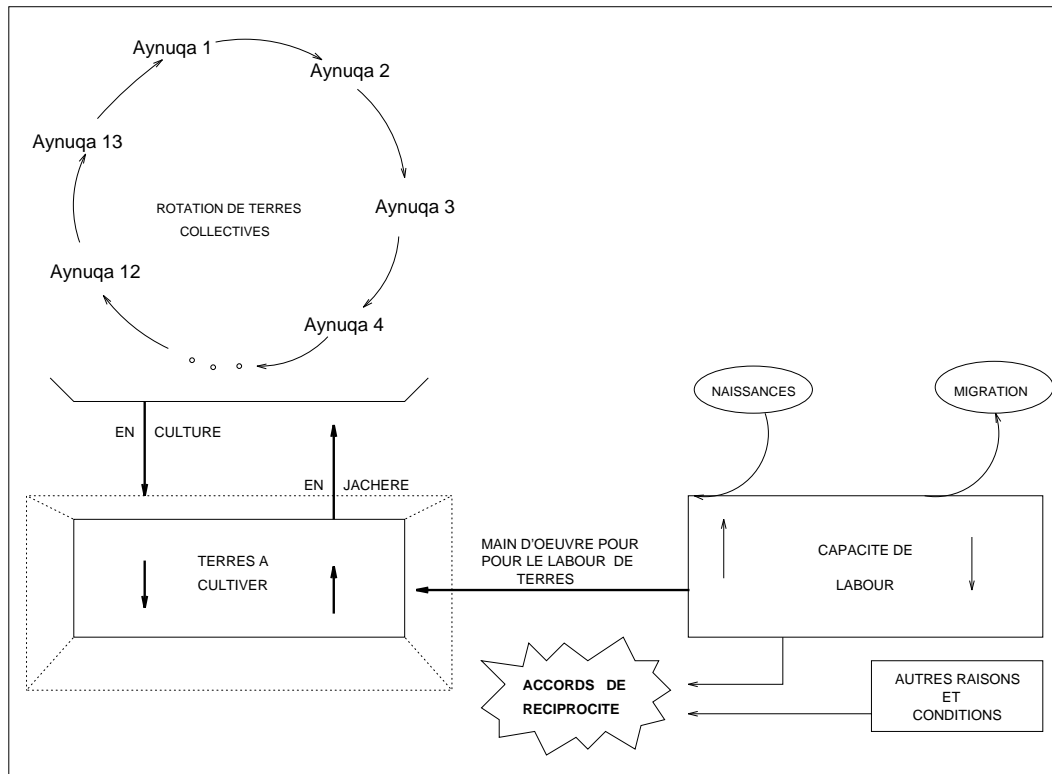 Aynuqa 1
Aynuqa 2
Aynuqa 13
Aynuqa 3
ROTATION DE TERRES
COLLECTIVES
Aynuqa 12
Aynuqa 4
NAISSANCES
MIGRATION
EN CULTURE
EN JACHERE
TERRES A
CULTIVER
MAIN D'OEUVRE POUR
POUR LE LABOUR DE
TERRES
CAPACITE DE
LABOUR
ACCORDS DE
RECIPROCITE
AUTRES RAISONS
ET
CONDITIONS